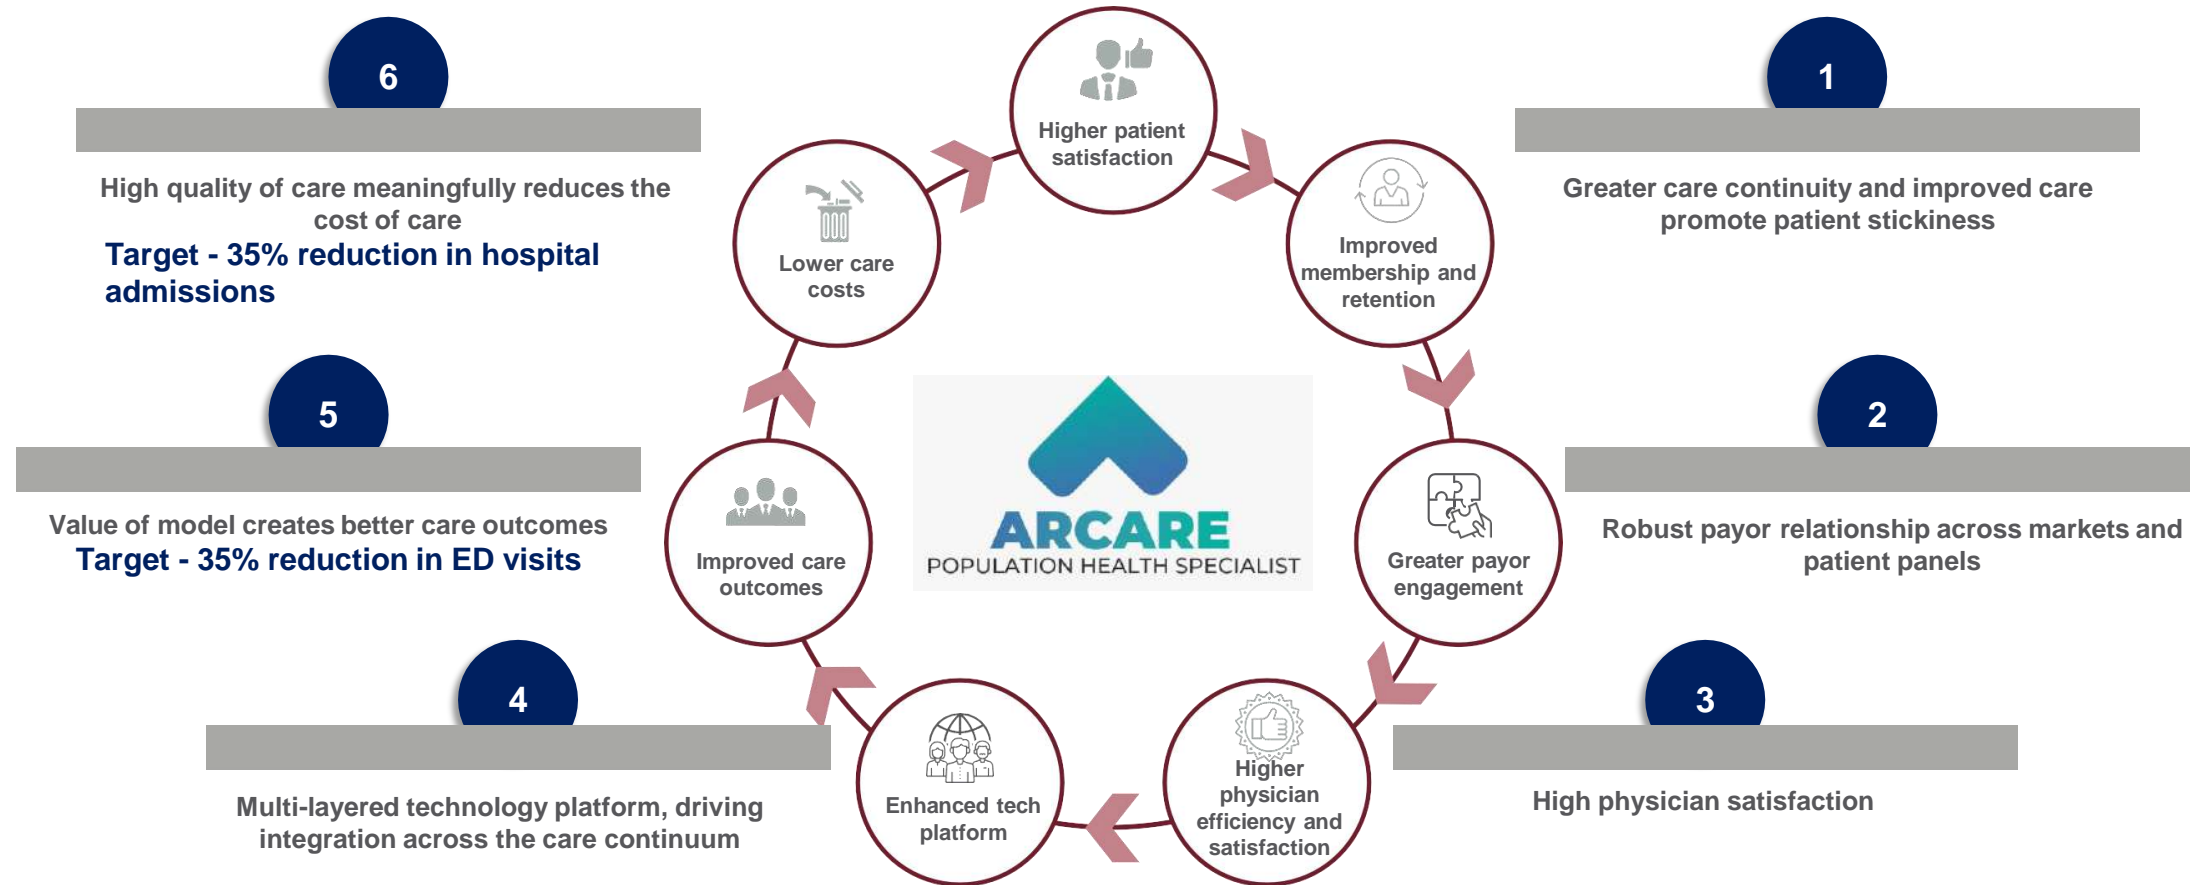 6
High quality of care meaningfully reduces the
cost of care
Target - 35% reduction in hospital
admissions
5
Value of model creates better care outcomes
Target - 35% reduction in ED visits
4
Multi-layered technology platform, driving
integration across the care continuum
Higher patient
satisfaction
Lower care
costs
Improved
membership and
retention
ARCARE
POPULATION HEALTH SPECIALIST
Improved care
outcomes
Greater payor
engagement
Enhanced tech
platform
Higher
physician
efficiency and
satisfaction
1
Greater care continuity and improved care
promote patient stickiness
2
Robust payor relationship across markets and
patient panels
3
High physician satisfaction